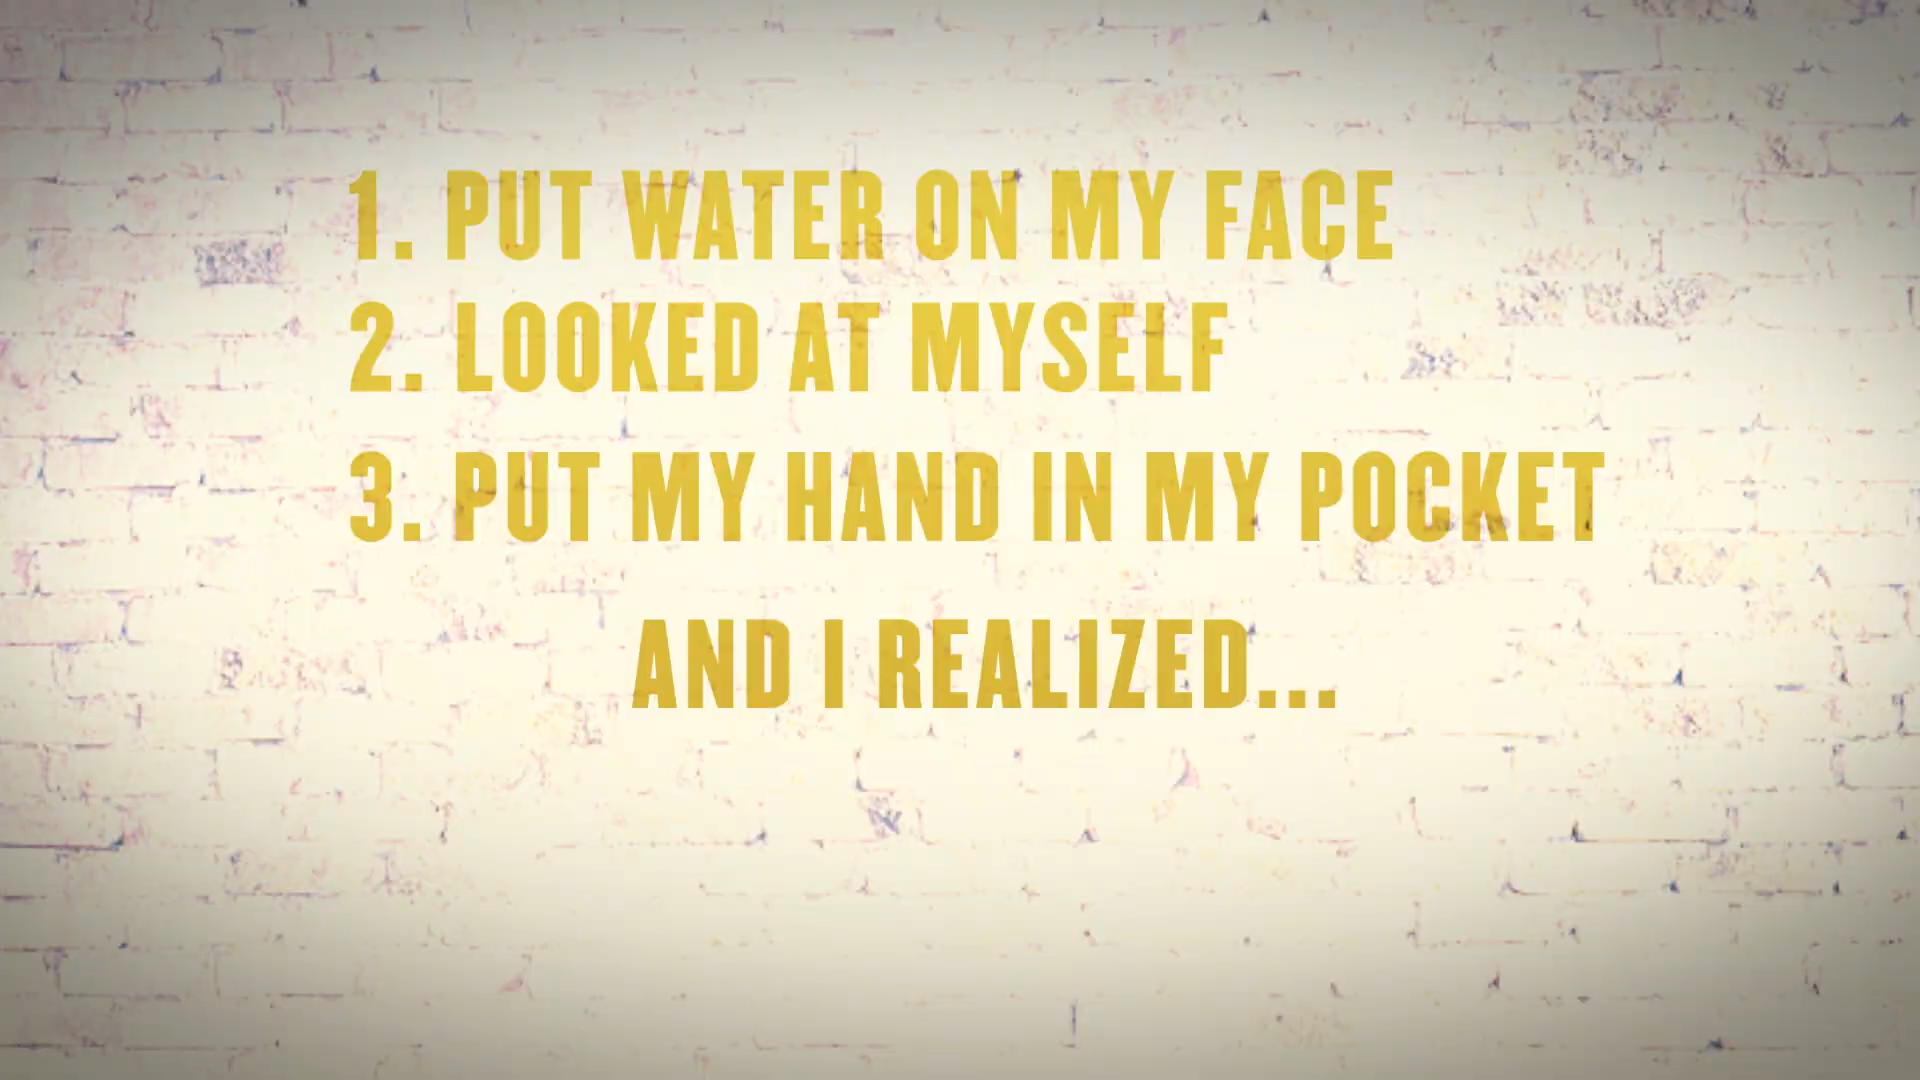 1. PUT WATER ON MY FACE
2. LOOKED AT MYSELF
3. PUT MY HAND IN MY POCKET
AND I REALIZED...